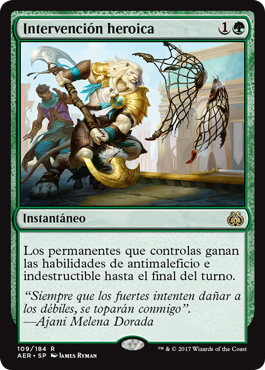 Intervención heroica 1
Instantáneo
Los permanentes que controlas ganan
las habilidades de antimaleficio e
indestructible hasta el final del turno.
“Siempre que los fuertes intenten dañar a
los débiles, se toparán conmigo”.
—Ajani Melena Dorada
109/184 R
AER • SP James Ryman
™ & © 2017 Wizards of the Coast